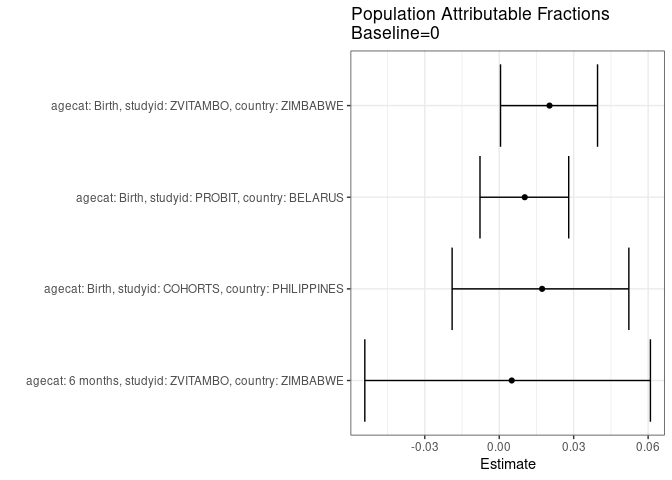 Population Attributable Fractions
Baseline=0
agecat: Birth, studyid: ZVITAMBO, country: ZIMBABWE
agecat: Birth, studyid: PROBIT, country: BELARUS
agecat: Birth, studyid: COHORTS, country: PHILIPPINES
agecat: 6 months, studyid: ZVITAMBO, country: ZIMBABWE
-0.03 0.00 0.03 0.06
Estimate